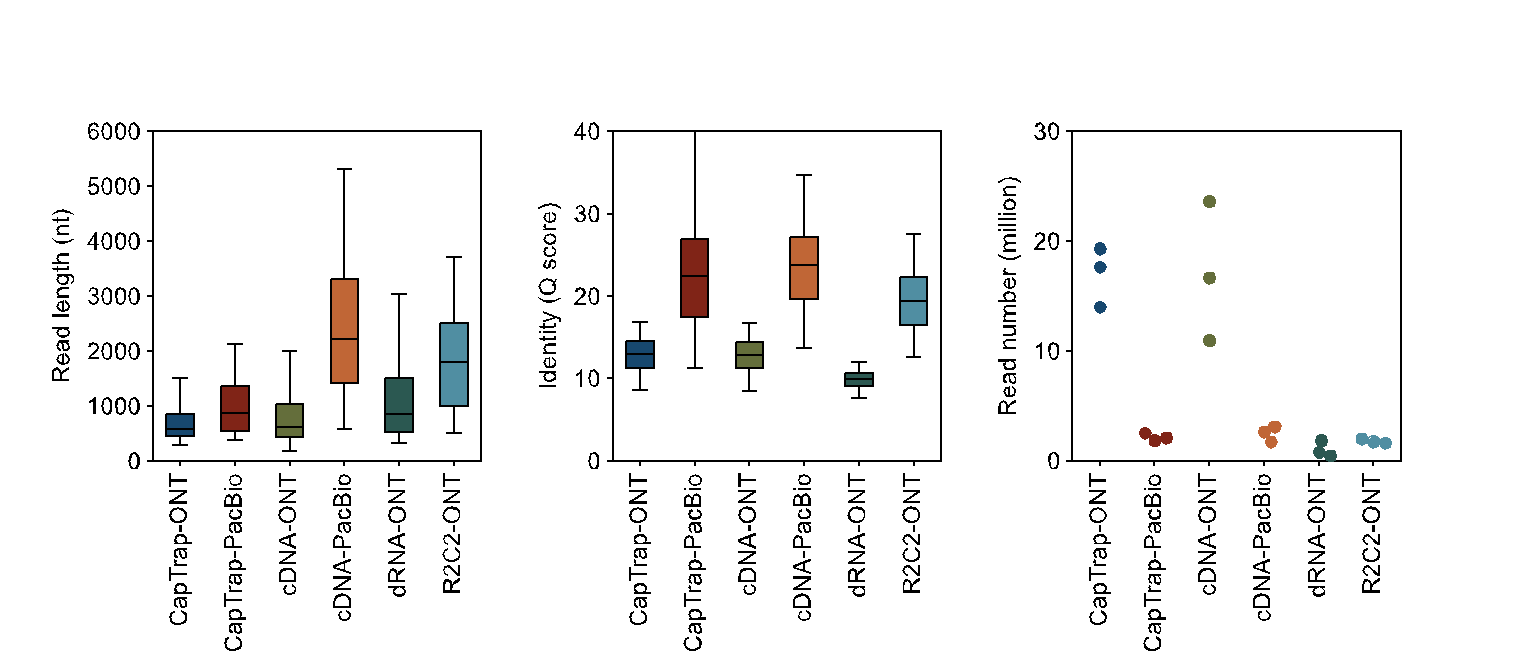 Read length (nt)
6000
5000
4000
3000
2000
1000
0
CapTrap-ONT
CapTrap-PacBio
cDNA-ONT
cDNA-PacBio
dRNA-ONT
R2C2-ONT
Identity (Q score)
40
30
20
10
0
CapTrap-ONT
CapTrap-PacBio
cDNA-ONT
cDNA-PacBio
dRNA-ONT
R2C2-ONT
Read number (million)
30
20
10
0
CapTrap-ONT
CapTrap-PacBio
cDNA-ONT
cDNA-PacBio
dRNA-ONT
R2C2-ONT